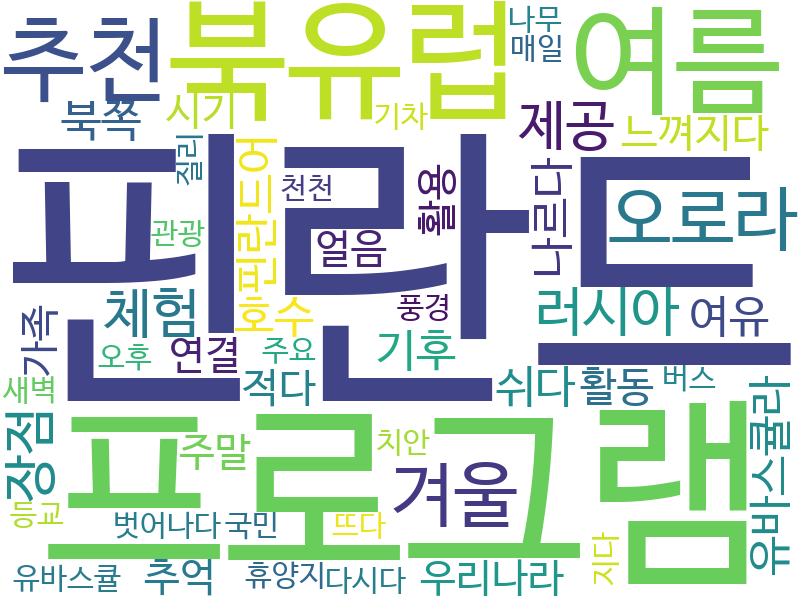 추천
북유럽
나무
매일
여름
북쪽
시기
기차
제공
느껴지다
핀란드
질리
핀란드어
천천
활용
나르다
오로라
관광
얼음
체험
호수
풍경
러시아
여유
가족
오후
연결
주요
기후
새벽
적다
쉬다
활동
버스
유바스큘라
장점
프로그램
주말
치안
겨울
등교
벗어나다
국민
뜨다
지다
유바스큘
추억
휴양지
다시다
우리나라